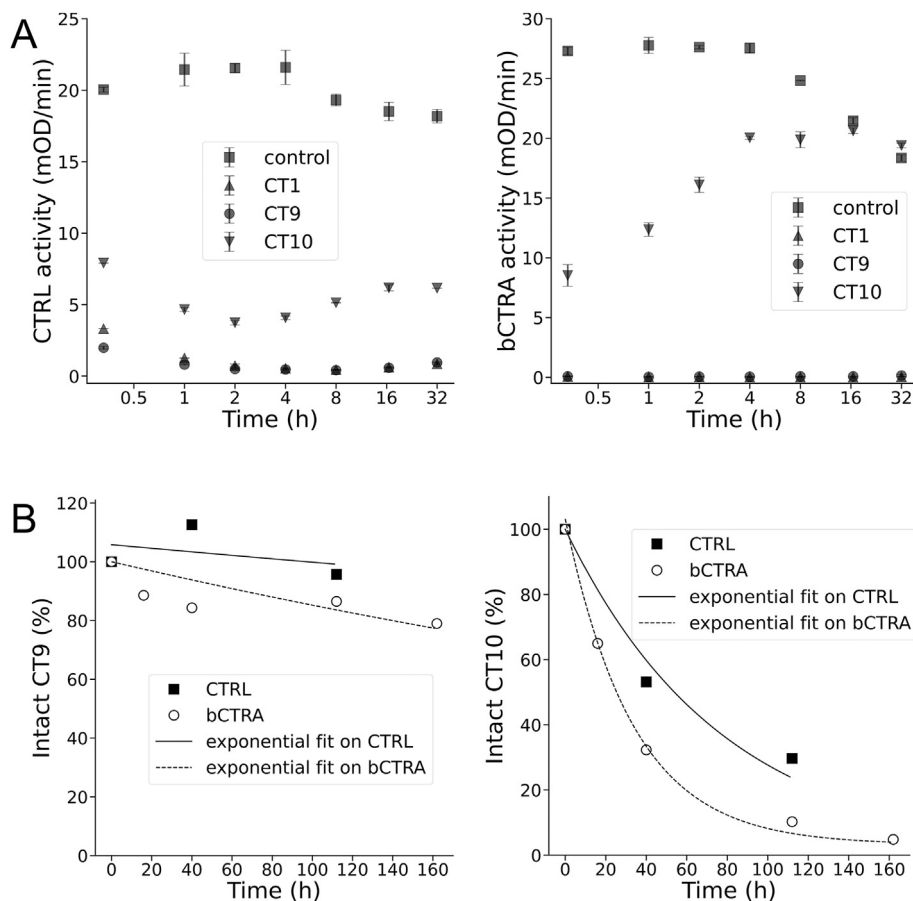 A
CTRL activity (mOD/min)
25
20
15
10
5
0
control
CT1
CT9
CT10
0.5 1 2 4 8 16 32
Time (h)
bCTRA activity (mOD/min)
30
25
20
15
10
5
0
control
CT1
CT9
CT10
0.5 1 2 4 8 16 32
Time (h)
B
Intact CT9 (%)
120
100
80
60
40
20
0
CTRL
bCTRA
exponential fit on CTRL
exponential fit on bCTRA
0 20 40 60 80 100 120 140 160
Time (h)
Intact CT10 (%)
100
80
60
40
20
0
CTRL
bCTRA
exponential fit on CTRL
exponential fit on bCTRA
0 20 40 60 80 100 120 140 160
Time (h)